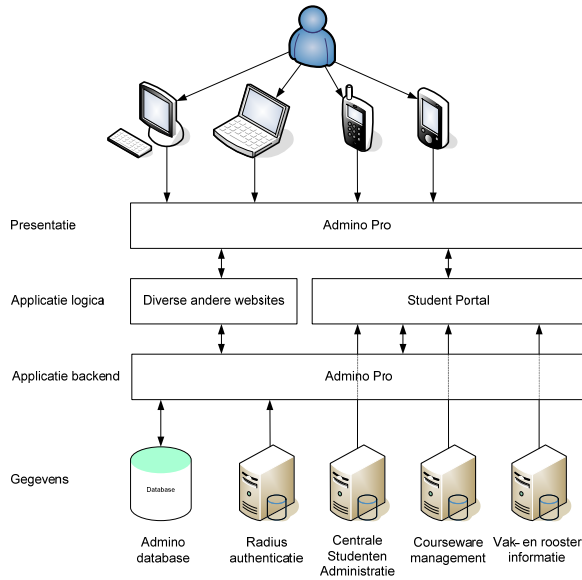 Presentatie
Admino Pro
Applicatie logica
Diverse andere websites
Student Portal
Applicatie backend
Admino Pro
Gegevens
Database
Admino
database
Radius
authenticatie
Centrale
Studenten
Administratie
Courseware
management
Vak- en rooster
informatie